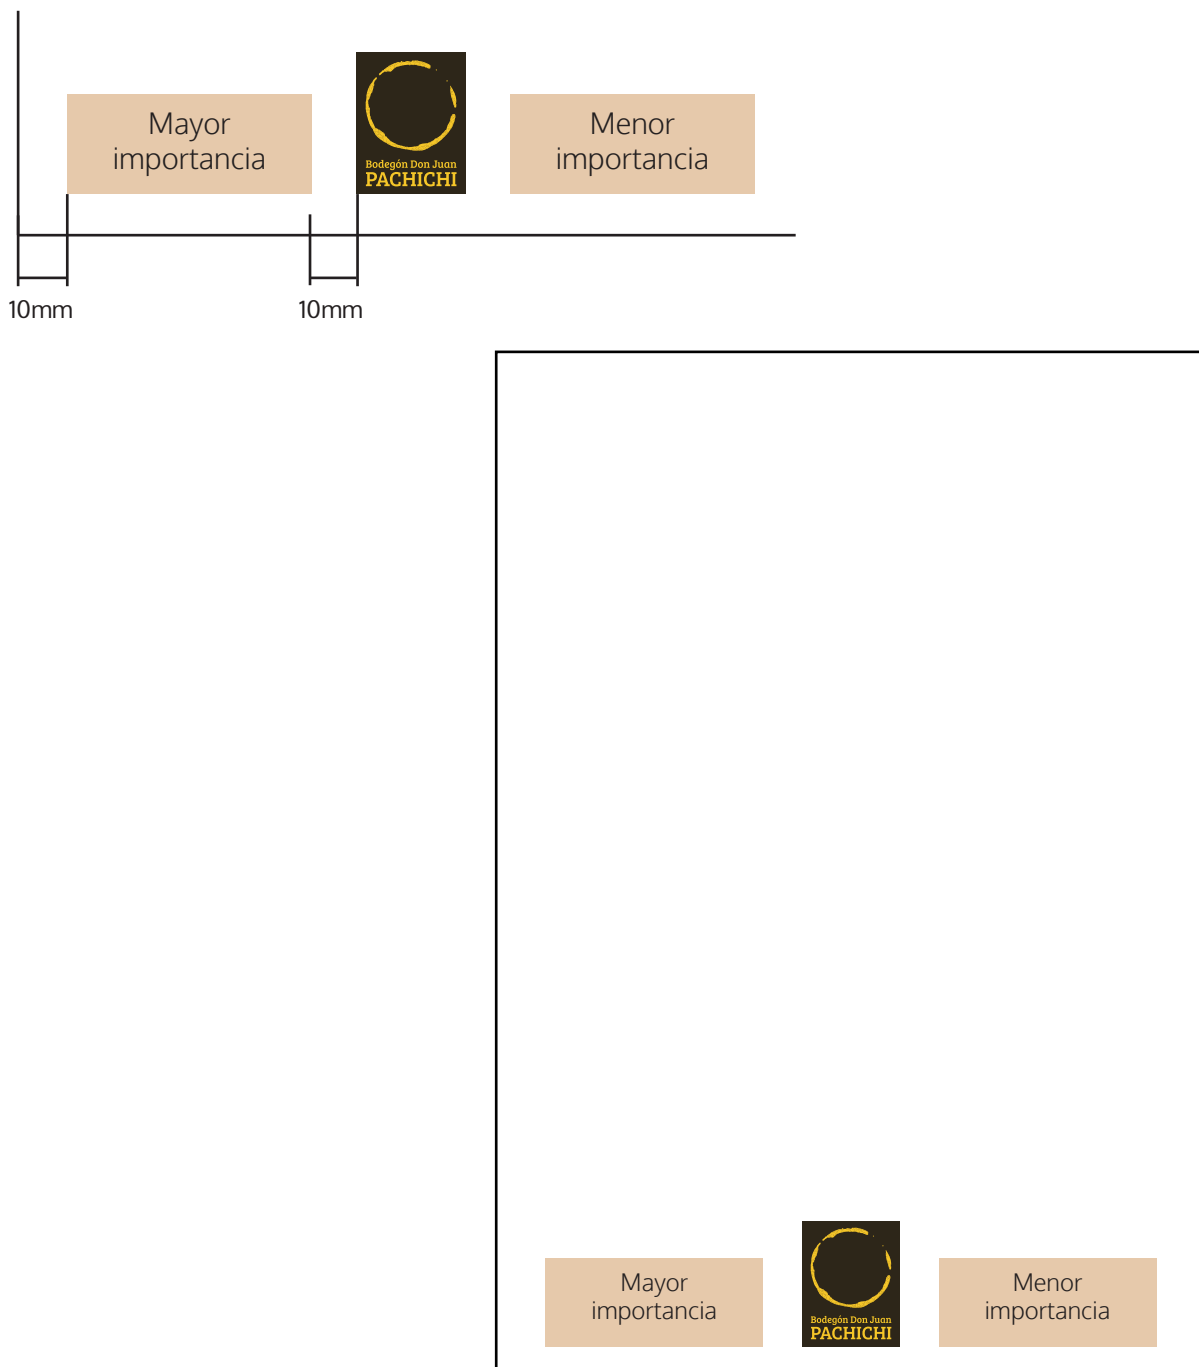 Mayor
importancia
Bodegón Don Juan
PACHICHI
Menor
importancia
10mm
10mm
Mayor
importancia
Bodegón Don Juan
PACHICHI
Menor
importancia